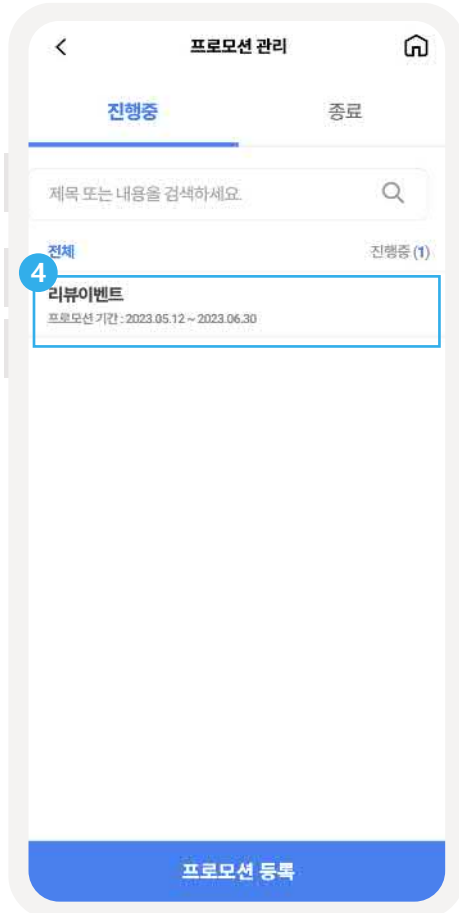 프로모션 관리
진행중 종료
제목 또는 내용을 검색하세요.
전체 진행중 (1)
4
리뷰이벤트
프로모션 기간 : 2023.05.12 ~ 2023.06.30
프로모션 등록